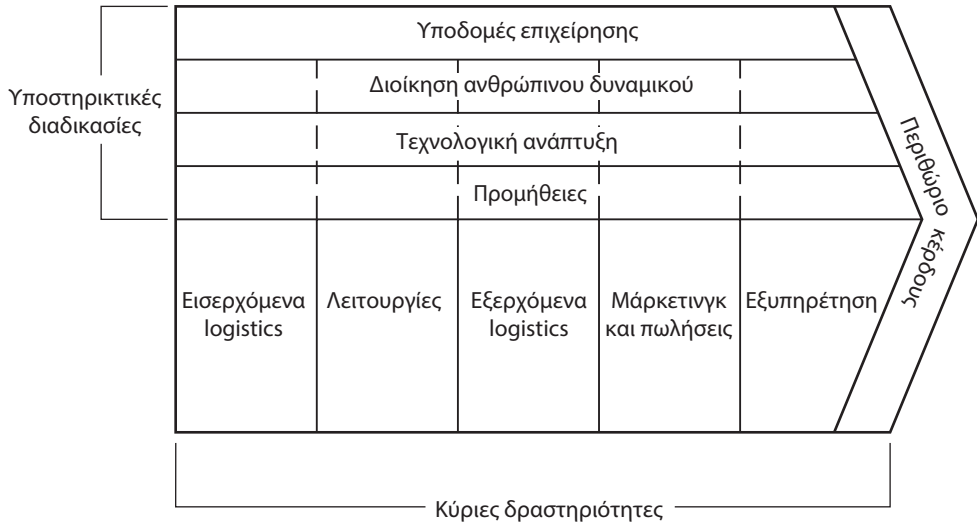 Υποδομές επιχείρησης
Διοίκηση ανθρώπινου δυναμικού
Υποστηρικτικές
διαδικασίες
Τεχνολογική ανάπτυξη
Προμήθειες
Εισερχόμενα
logistics
Λειτουργίες
Εξερχόμενα
logistics
Μάρκετινγκ
και πωλήσεις
Εξυπηρέτηση
Περιθώριο κέρδους
Κύριες δραστηριότητες